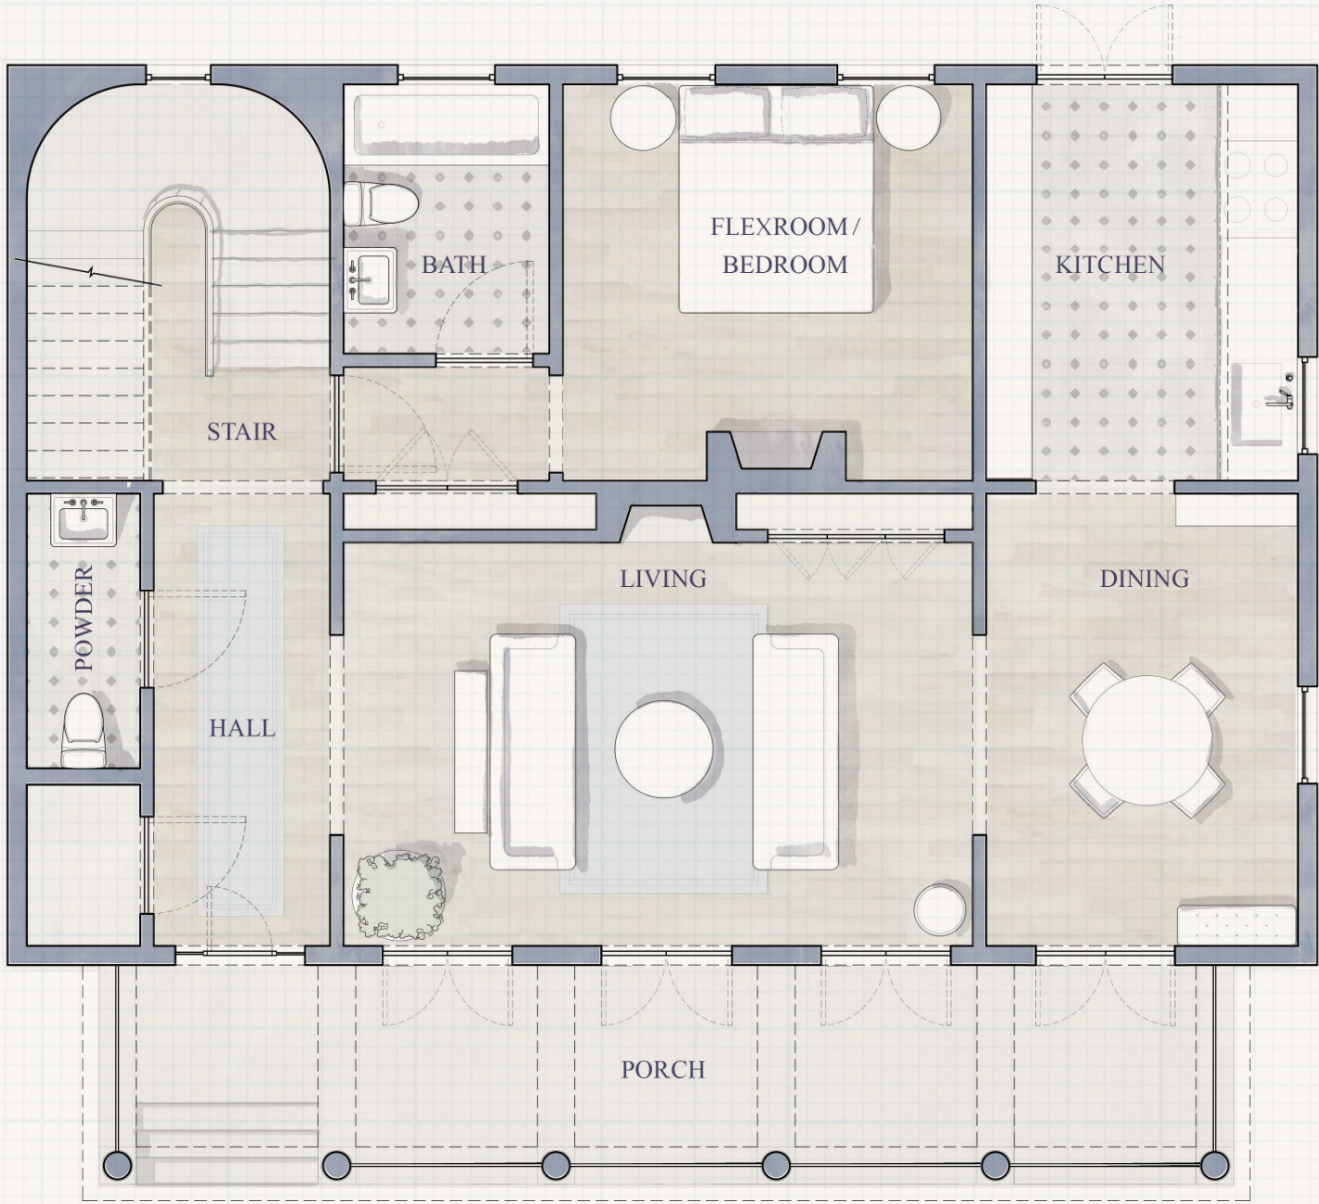 FLEXROOM /
BEDROOM
BATH
KITCHEN
STAIR
LIVING
DINING
POWDER
HALL
PORCH